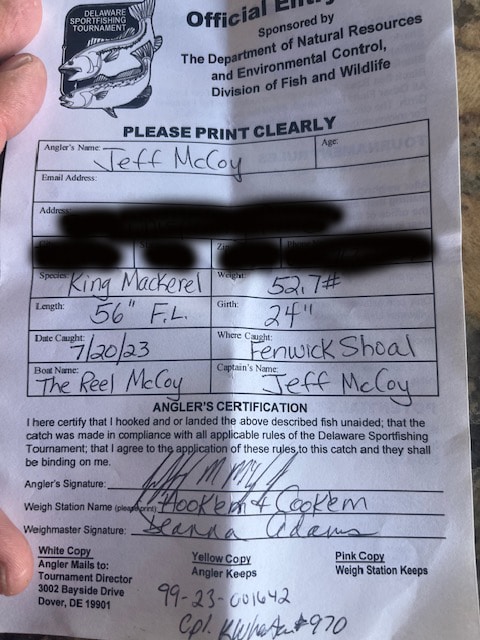 DELAWARE
SPORTFISHING
TOURNAMENT
Official Entry
Sponsored by
The Department of Natural Resources
and Environmental Control,
Division of Fish and Wildlife
PLEASE PRINT CLEARLY
Angler's Name: Jeff McCoy Age:
Email Address:
Address:
Species: King Mackerel Weight: 52.7#
Length: 56" F.L. Girth: 24"
Date Caught: 7/20/23 Where Caught: Fenwick Shoal
Boat Name: The Reel McCoy Captain's Name: Jeff McCoy
ANGLER'S CERTIFICATION
I here certify that I hooked and or landed the above described fish unaided; that the
catch was made in compliance with all applicable rules of the Delaware Sportfishing
Tournament; that I agree to the application of these rules to this catch and they shall
be binding on me.
Angler's Signature:
Weigh Station Name (please print) Hook'em & Cook'em
Weighmaster Signature: Deanna Adams
White Copy
Angler Mails to:
Tournament Director
3002 Bayside Drive
Dover, DE 19901
Yellow Copy
Angler Keeps
Pink Copy
Weigh Station Keeps
99-23-001642
Cpl. #970